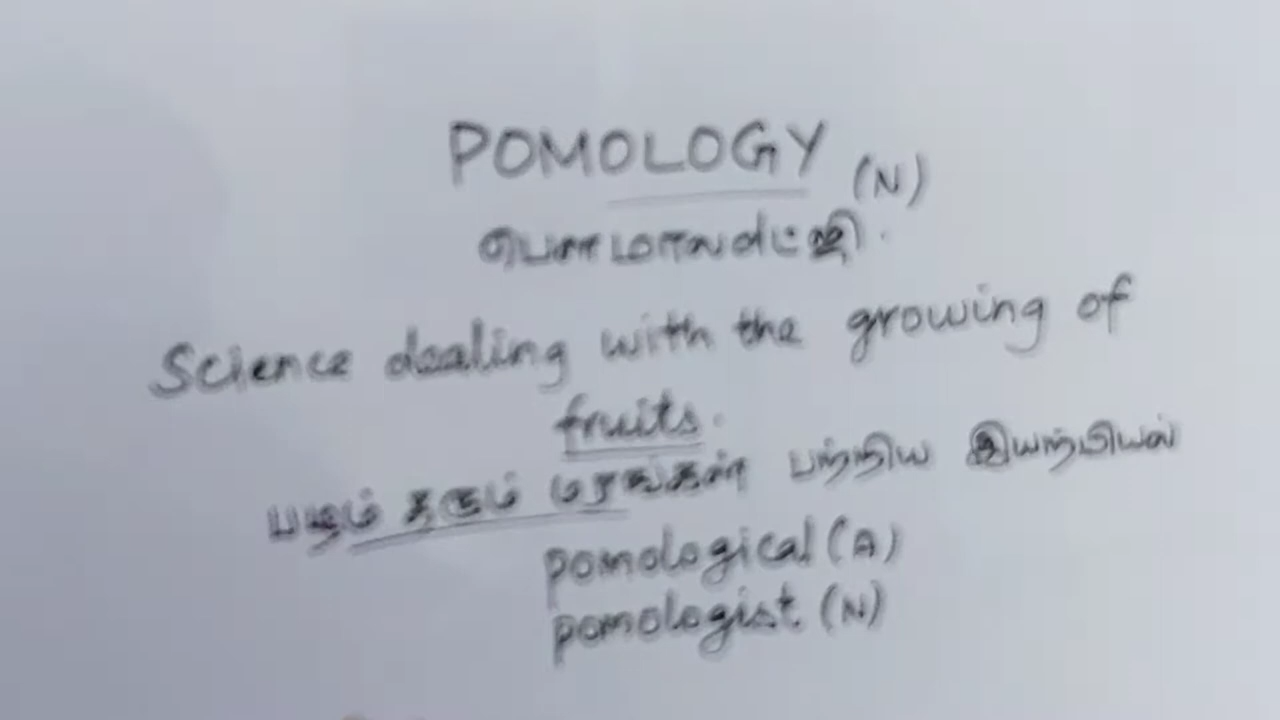 POMOLOGY (N)
பொமாலஜி.
Science dealing with the growing of
fruits.
பழம் தரும் மரங்கள் பற்றிய இயற்பியல்
pomological (A)
pomologist. (N)